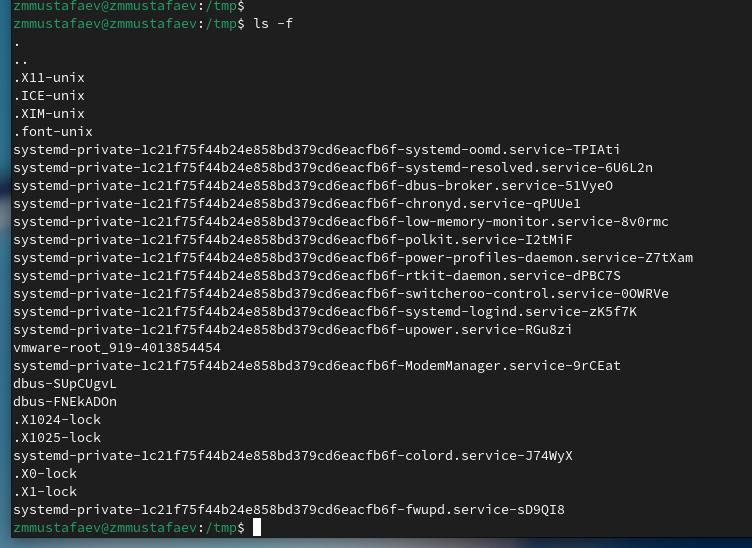 zmmustafaev@zmmustafaev:/tmp$
zmmustafaev@zmmustafaev:/tmp$ ls -f
.
..
.X11-unix
.ICE-unix
.XIM-unix
.font-unix
systemd-private-1c21f75f44b24e858bd379cd6eacfb6f-systemd-oomd.service-TPIAti
systemd-private-1c21f75f44b24e858bd379cd6eacfb6f-systemd-resolved.service-6U6L2n
systemd-private-1c21f75f44b24e858bd379cd6eacfb6f-dbus-broker.service-51VyeO
systemd-private-1c21f75f44b24e858bd379cd6eacfb6f-chronyd.service-qPUUe1
systemd-private-1c21f75f44b24e858bd379cd6eacfb6f-low-memory-monitor.service-8v0rmc
systemd-private-1c21f75f44b24e858bd379cd6eacfb6f-polkit.service-I2tMiF
systemd-private-1c21f75f44b24e858bd379cd6eacfb6f-power-profiles-daemon.service-Z7tXam
systemd-private-1c21f75f44b24e858bd379cd6eacfb6f-rtkit-daemon.service-dPBC7S
systemd-private-1c21f75f44b24e858bd379cd6eacfb6f-switcheroo-control.service-0OWRVe
systemd-private-1c21f75f44b24e858bd379cd6eacfb6f-systemd-logind.service-zK5f7K
systemd-private-1c21f75f44b24e858bd379cd6eacfb6f-upower.service-RGu8zi
vmware-root_919-4013854454
systemd-private-1c21f75f44b24e858bd379cd6eacfb6f-ModemManager.service-9rCEat
dbus-SUpCUgvL
dbus-FNEkADOn
.X1024-lock
.X1025-lock
systemd-private-1c21f75f44b24e858bd379cd6eacfb6f-colord.service-J74WyX
.X0-lock
.X1-lock
systemd-private-1c21f75f44b24e858bd379cd6eacfb6f-fwupd.service-sD9QI8
zmmustafaev@zmmustafaev:/tmp$